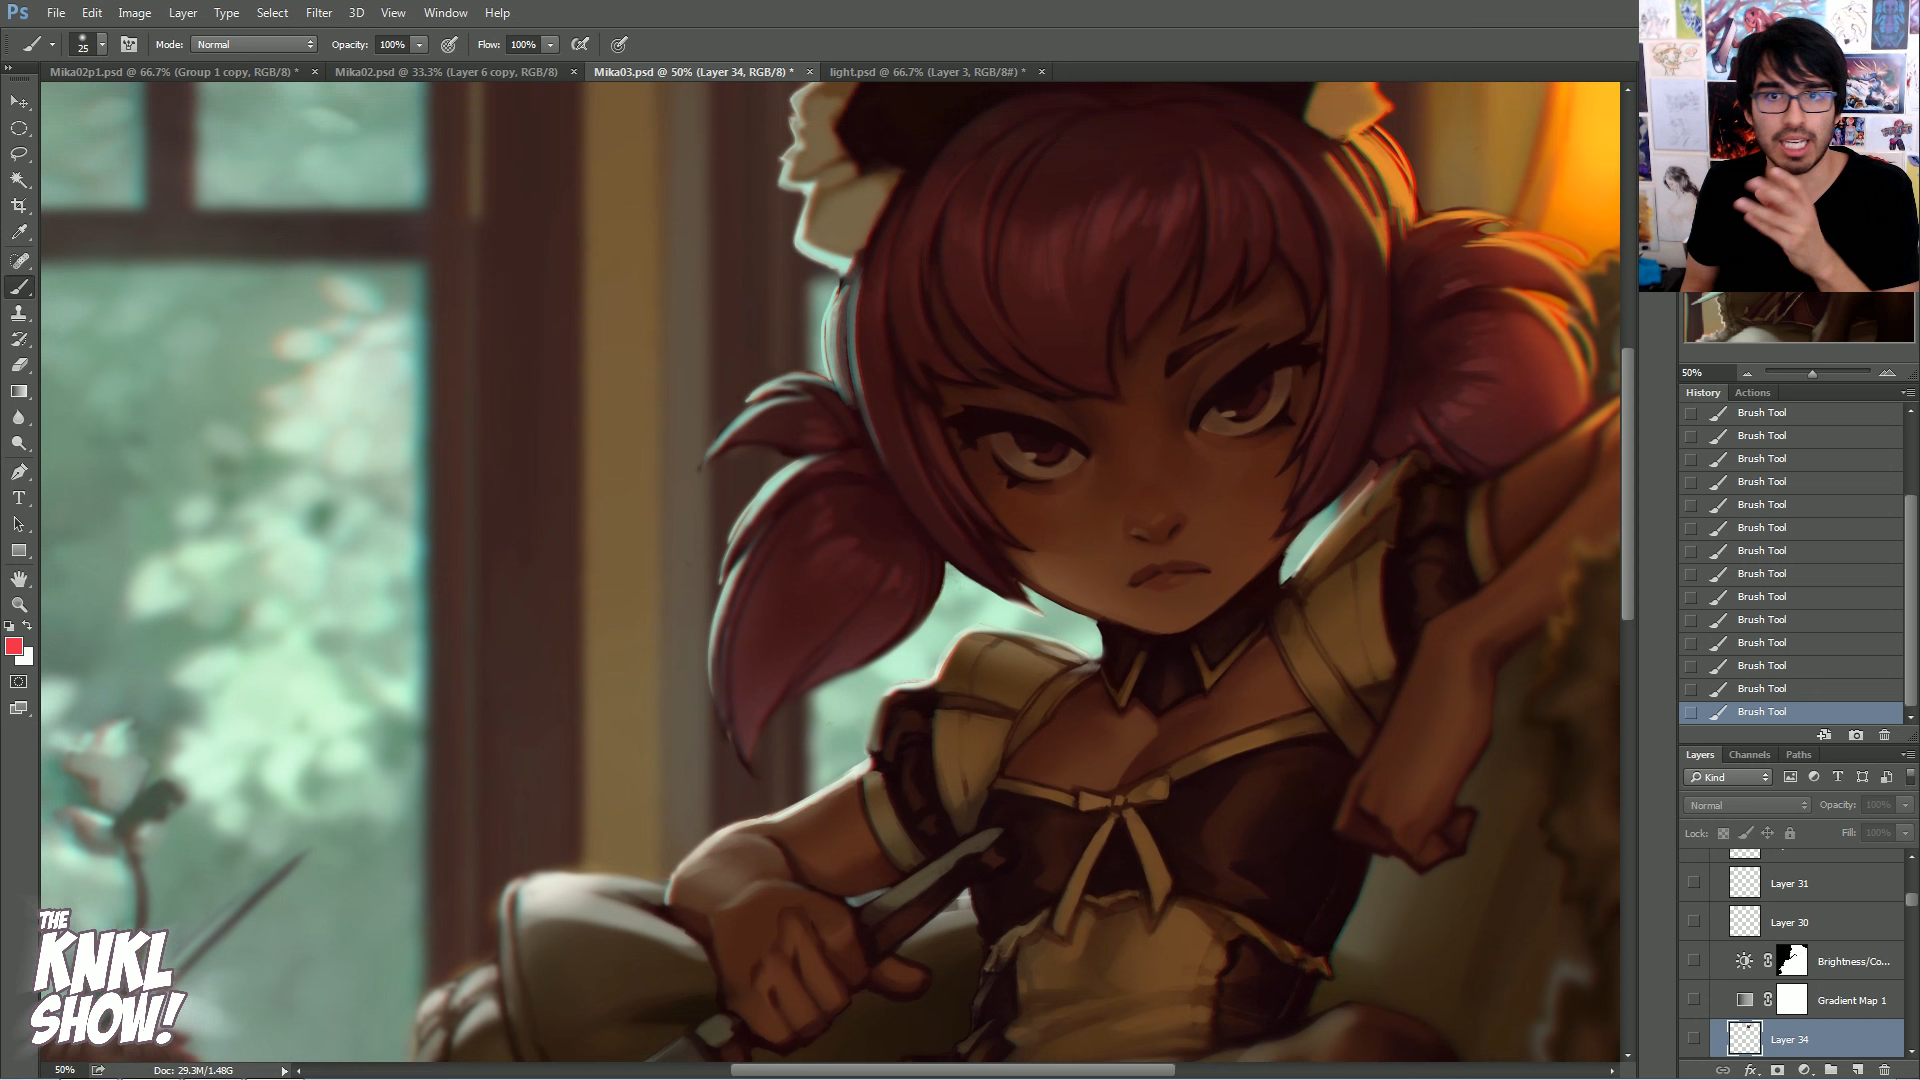 Ps File Edit Image Layer Type Select Filter 3D View Window Help
25 Mode: Normal Opacity: 100% Flow: 100%
Mika02p1.psd @ 66.7% (Group 1 copy, RGB/8) * × Mika02.psd @ 33.3% (Layer 6 copy, RGB/8) × Mika03.psd @ 50% (Layer 34, RGB/8) * × light.psd @ 66.7% (Layer 3, RGB/8#) * ×
50%
History Actions
Brush Tool
Brush Tool
Brush Tool
Brush Tool
Brush Tool
Brush Tool
Brush Tool
Brush Tool
Brush Tool
Brush Tool
Brush Tool
Brush Tool
Brush Tool
Brush Tool
Layers Channels Paths
Kind T
Normal Opacity: 100%
Lock: Fill: 100%
Layer 31
Layer 30
Brightness/Co...
Gradient Map 1
Layer 34
fx
THE
KNKL
SHOW!
50% Doc: 29.3M/1.48G